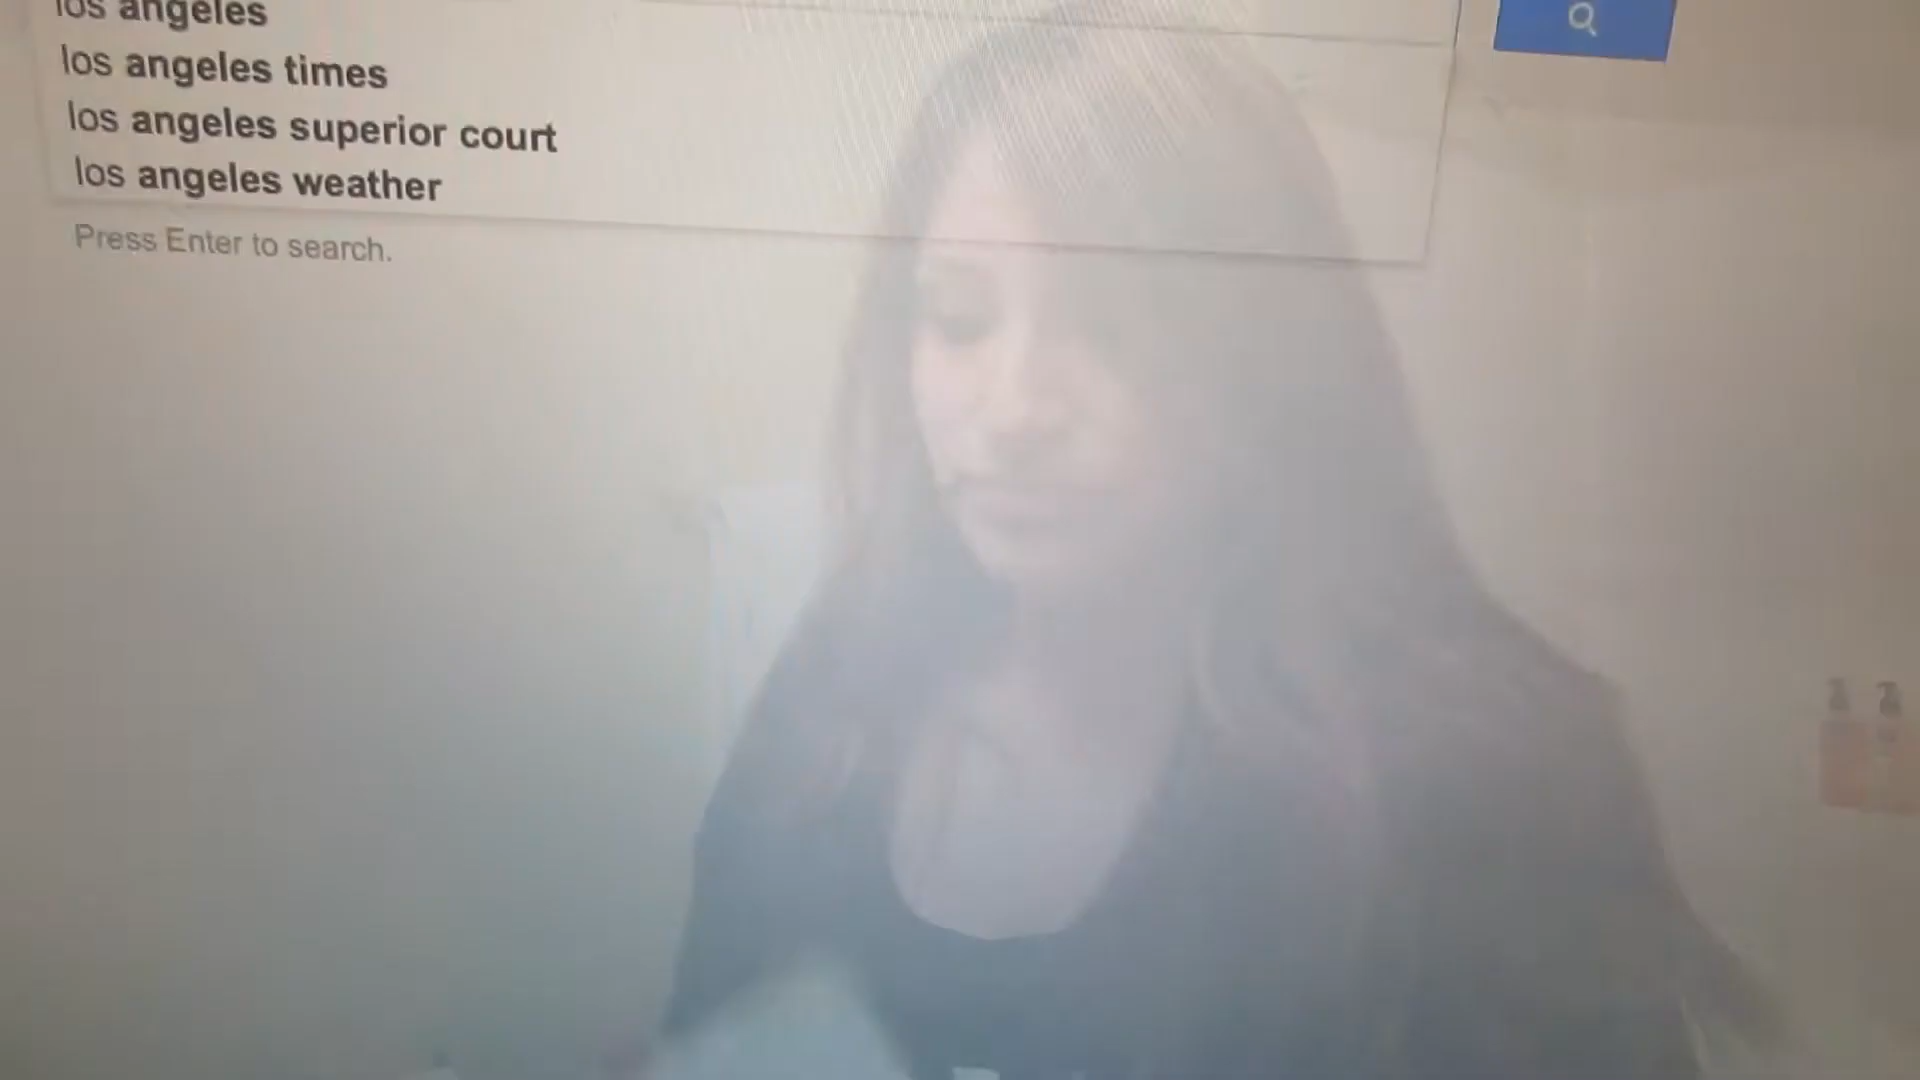 los angeles
los angeles times
los angeles superior court
los angeles weather
Press Enter to search.